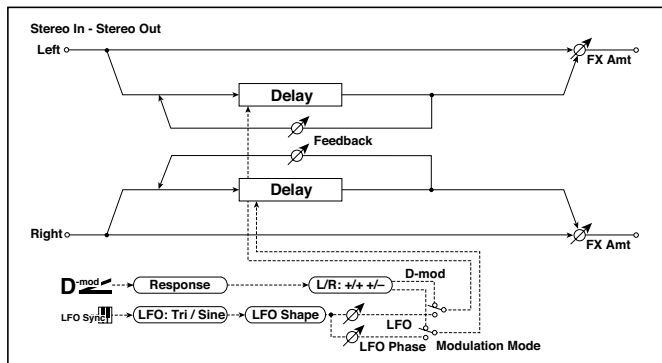 Stereo In - Stereo Out
Left
FX Amt
Delay
Feedback
Delay
Right
FX Amt
D-mod
Response
L/R: +/+ +/–
D-mod
LFO Sync
LFO: Tri / Sine
LFO Shape
LFO
LFO Phase
Modulation Mode